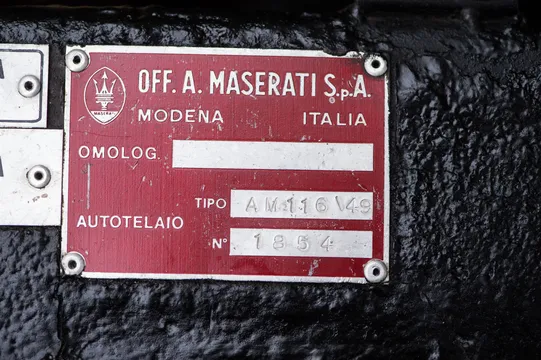 OFF. A. MASERATI S.p.A.
MASERATI
MODENA ITALIA
OMOLOG.
TIPO AM116\49
AUTOTELAIO
N° 1854
A
A